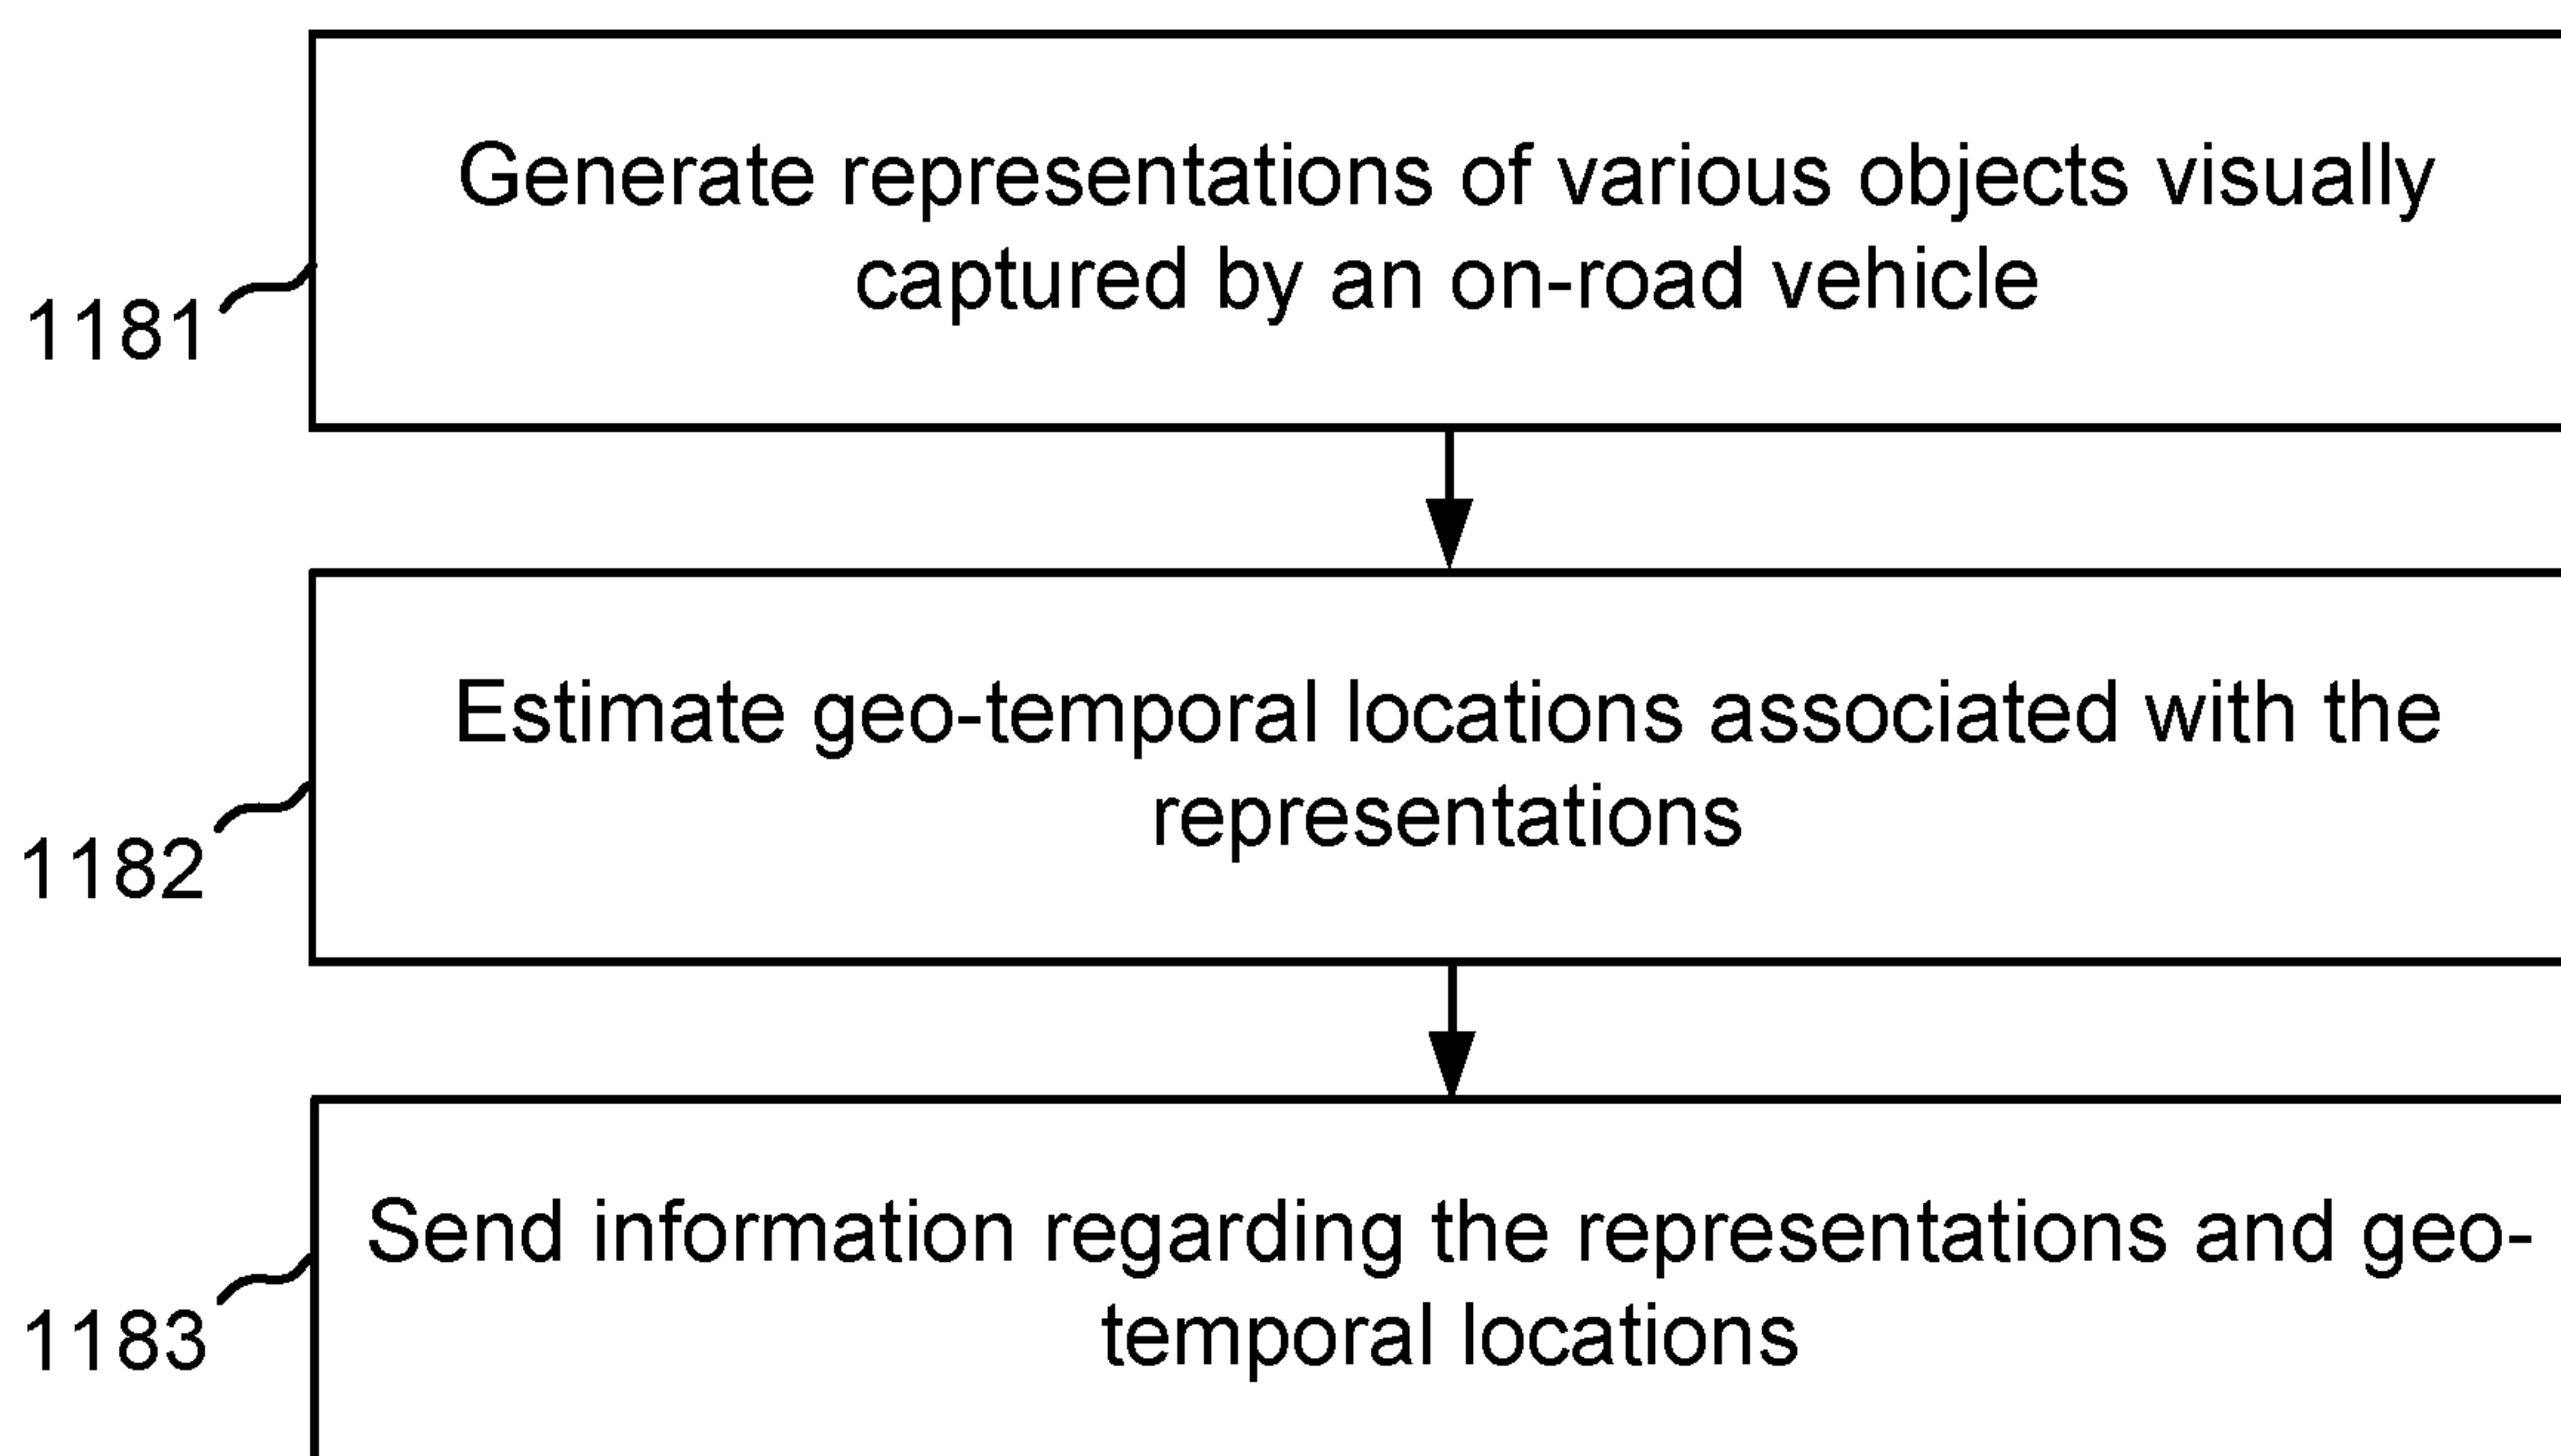 Generate representations of various objects visually
captured by an on-road vehicle
1181
Estimate geo-temporal locations associated with the
representations
1182
Send information regarding the representations and geo-
temporal locations
1183